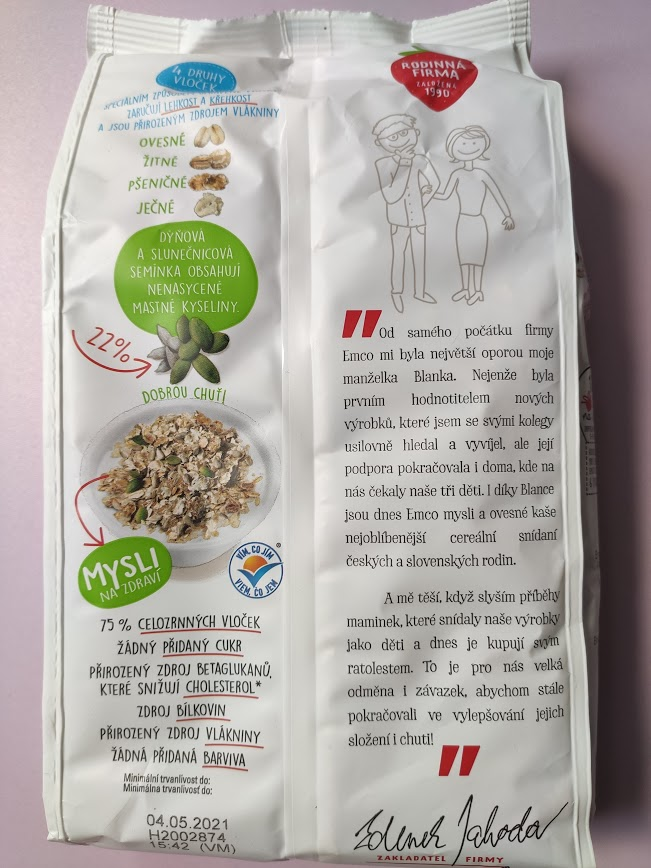 4 DRUHY
VLOČEK
SPECIÁLNÍM
ZARUČUJÍ LEHKOST A KŘEHKOST
A JSOU PŘIROZENÝM ZDROJEM VLÁKNINY
OVESNÉ
ŽITNÉ
PŠENIČNÉ
JEČNÉ
DÝŇOVÁ
A SLUNEČNICOVÁ
SEMÍNKA OBSAHUJÍ
NENASYCENÉ
MASTNÉ KYSELINY.
22%
DOBROU CHUŤ!
MYSLI
NA ZDRAVÍ
VÍM, CO JÍM
VIEM, ČO JEM
®
75 % CELOZRNNÝCH VLOČEK
ŽÁDNÝ PŘIDANÝ CUKR
PŘIROZENÝ ZDROJ BETAGLUKANŮ,
KTERÉ SNIŽUJÍ CHOLESTEROL*
ZDROJ BÍLKOVIN
PŘIROZENÝ ZDROJ VLÁKNINY
ŽÁDNÁ PŘIDANÁ BARVIVA
Minimální trvanlivost do:
Minimálna trvanlivosť do:
04.05.2021
H2002874
15:42 (VM)
RODINNÁ
FIRMA
ZALOŽENA
1990
"Od samého počátku firmy
Emco mi byla největší oporou moje
manželka Blanka. Nejenže byla
prvním hodnotitelem nových
výrobků, které jsem se svými kolegy
usilovně hledal a vyvíjel, ale její
podpora pokračovala i doma, kde na
nás čekaly naše tři děti. I díky Blance
jsou dnes Emco mysli a ovesné kaše
nejoblíbenější cereální snídaní
českých a slovenských rodin.
A mě těší, když slyším příběhy
maminek, které snídaly naše výrobky
jako děti a dnes je kupují svým
ratolestem. To je pro nás velká
odměna i závazek, abychom stále
pokračovali ve vylepšování jejich
složení i chuti!
"
Zdenek Jahoda
ZAKLADATEL FIRMY